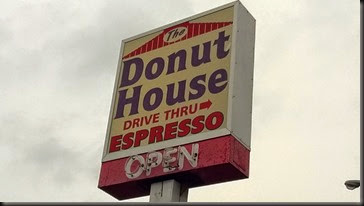 The
Donut
House
DRIVE THRU →
ESPRESSO
OPEN